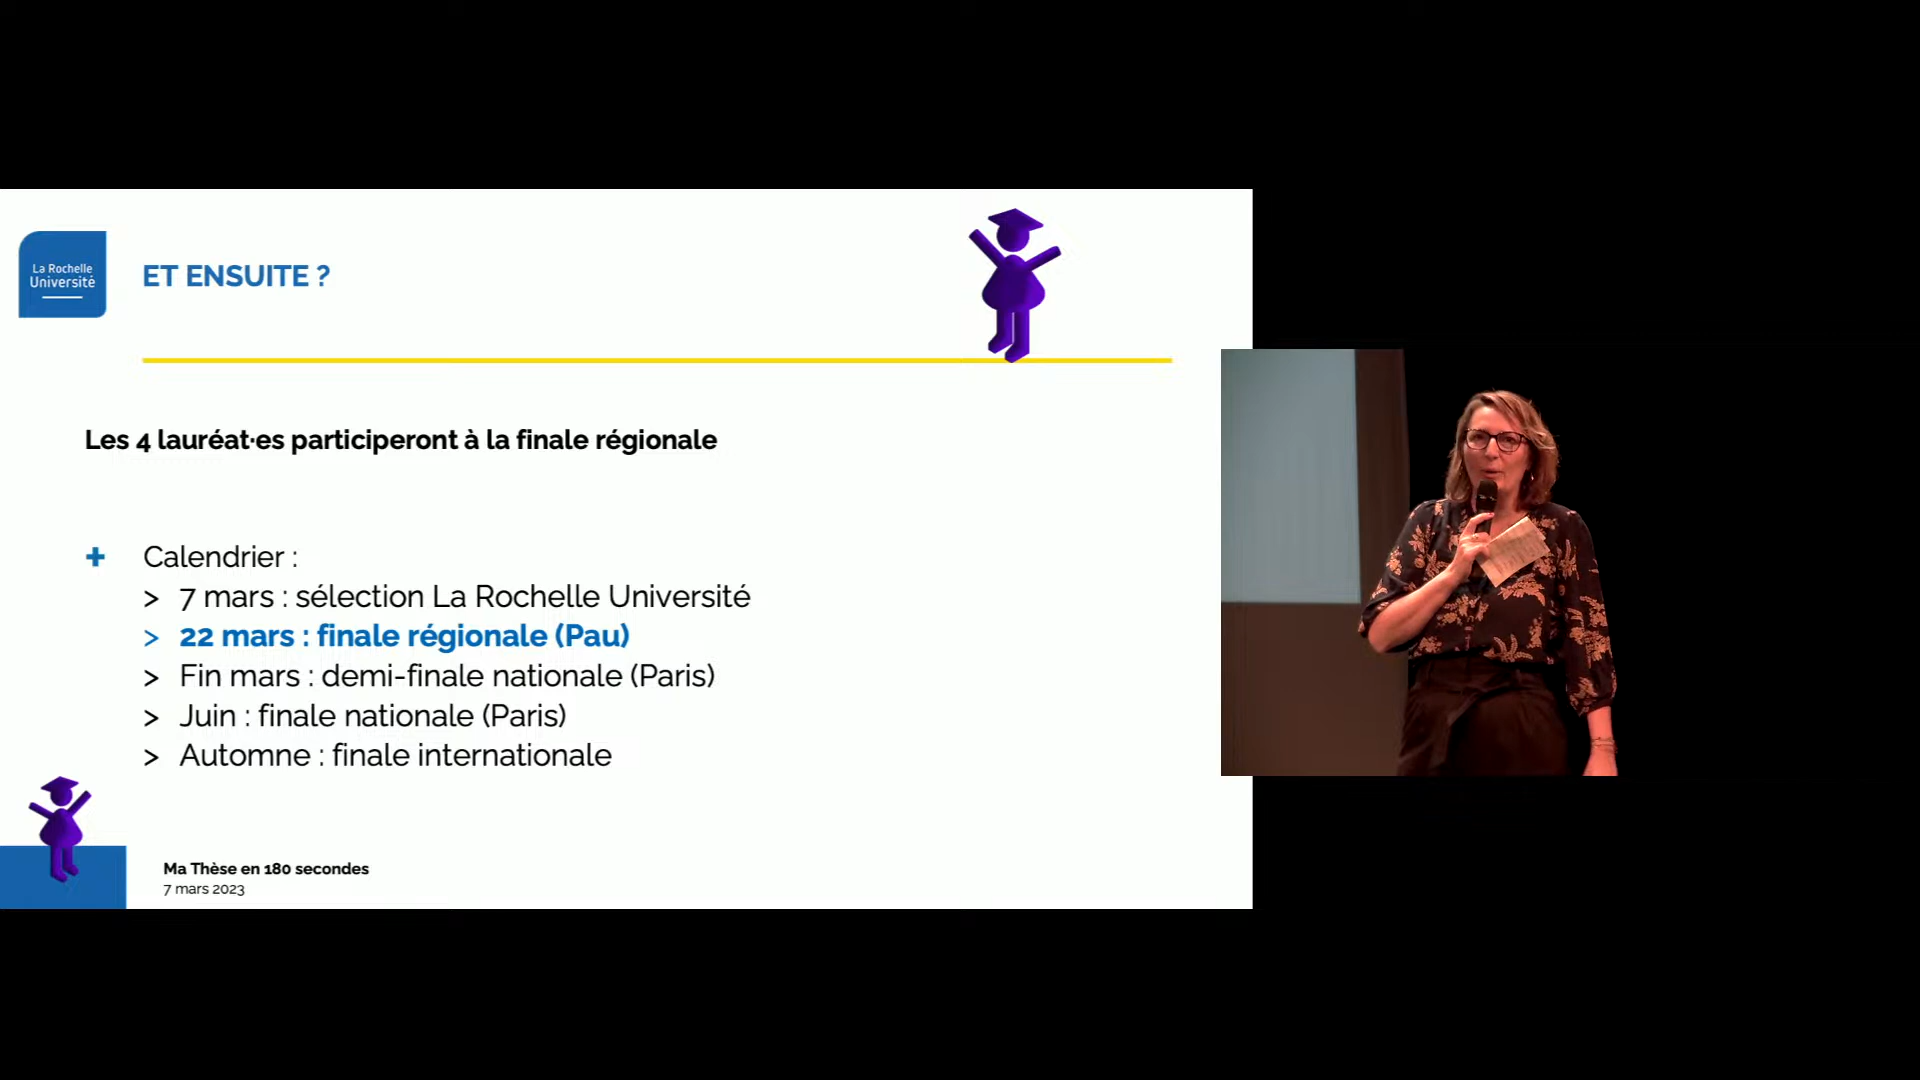 La Rochelle
Université
ET ENSUITE ?
Les 4 lauréat·es participeront à la finale régionale
+ Calendrier :
> 7 mars : sélection La Rochelle Université
> 22 mars : finale régionale (Pau)
> Fin mars : demi-finale nationale (Paris)
> Juin : finale nationale (Paris)
> Automne : finale internationale
Ma Thèse en 180 secondes
7 mars 2023